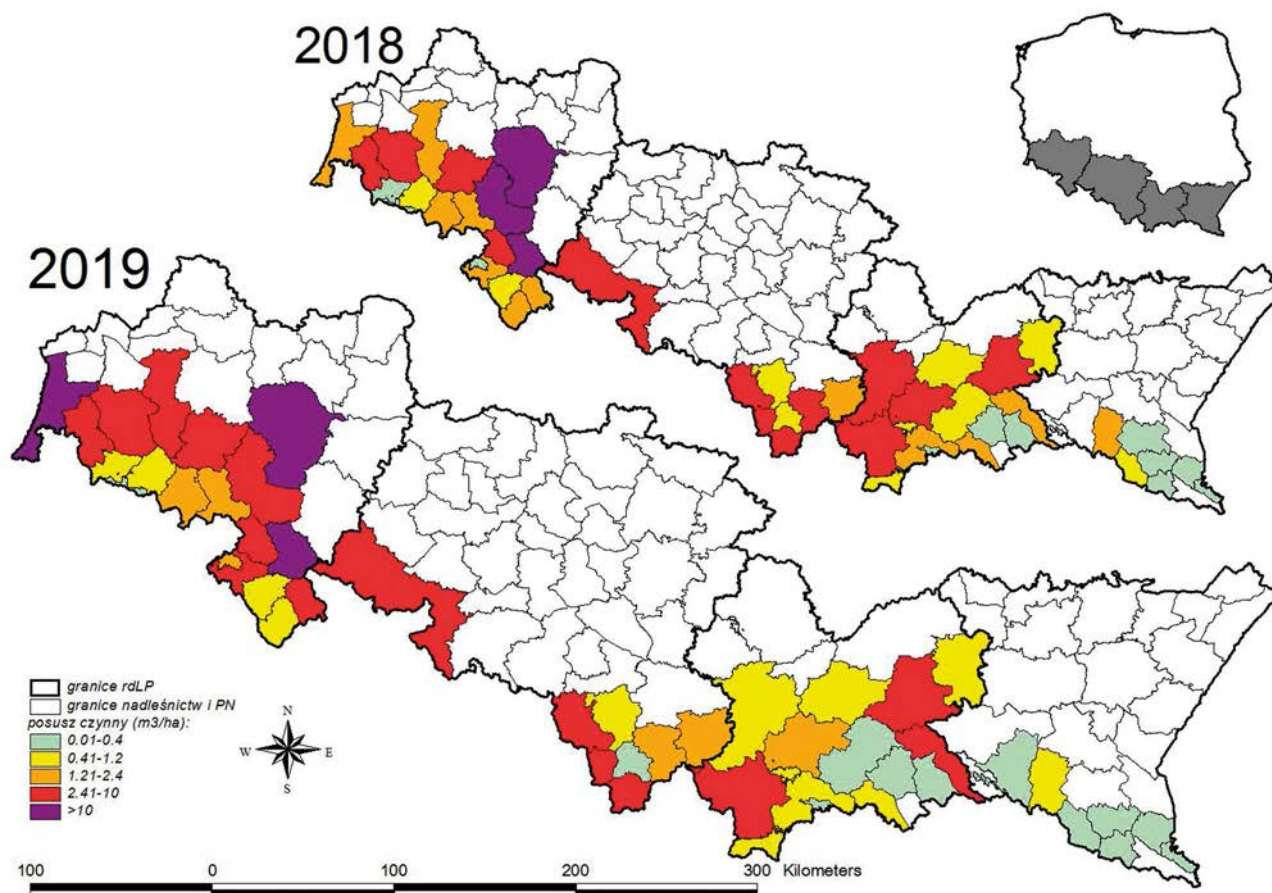 2018
2019
granice rdLP
granice nadleśnictw i PN
posusz czynny (m3/ha):
0.01-0.4
0.41-1.2
1.21-2.4
2.41-10
>10
N
W E
S
100 0 100 200 300 Kilometers